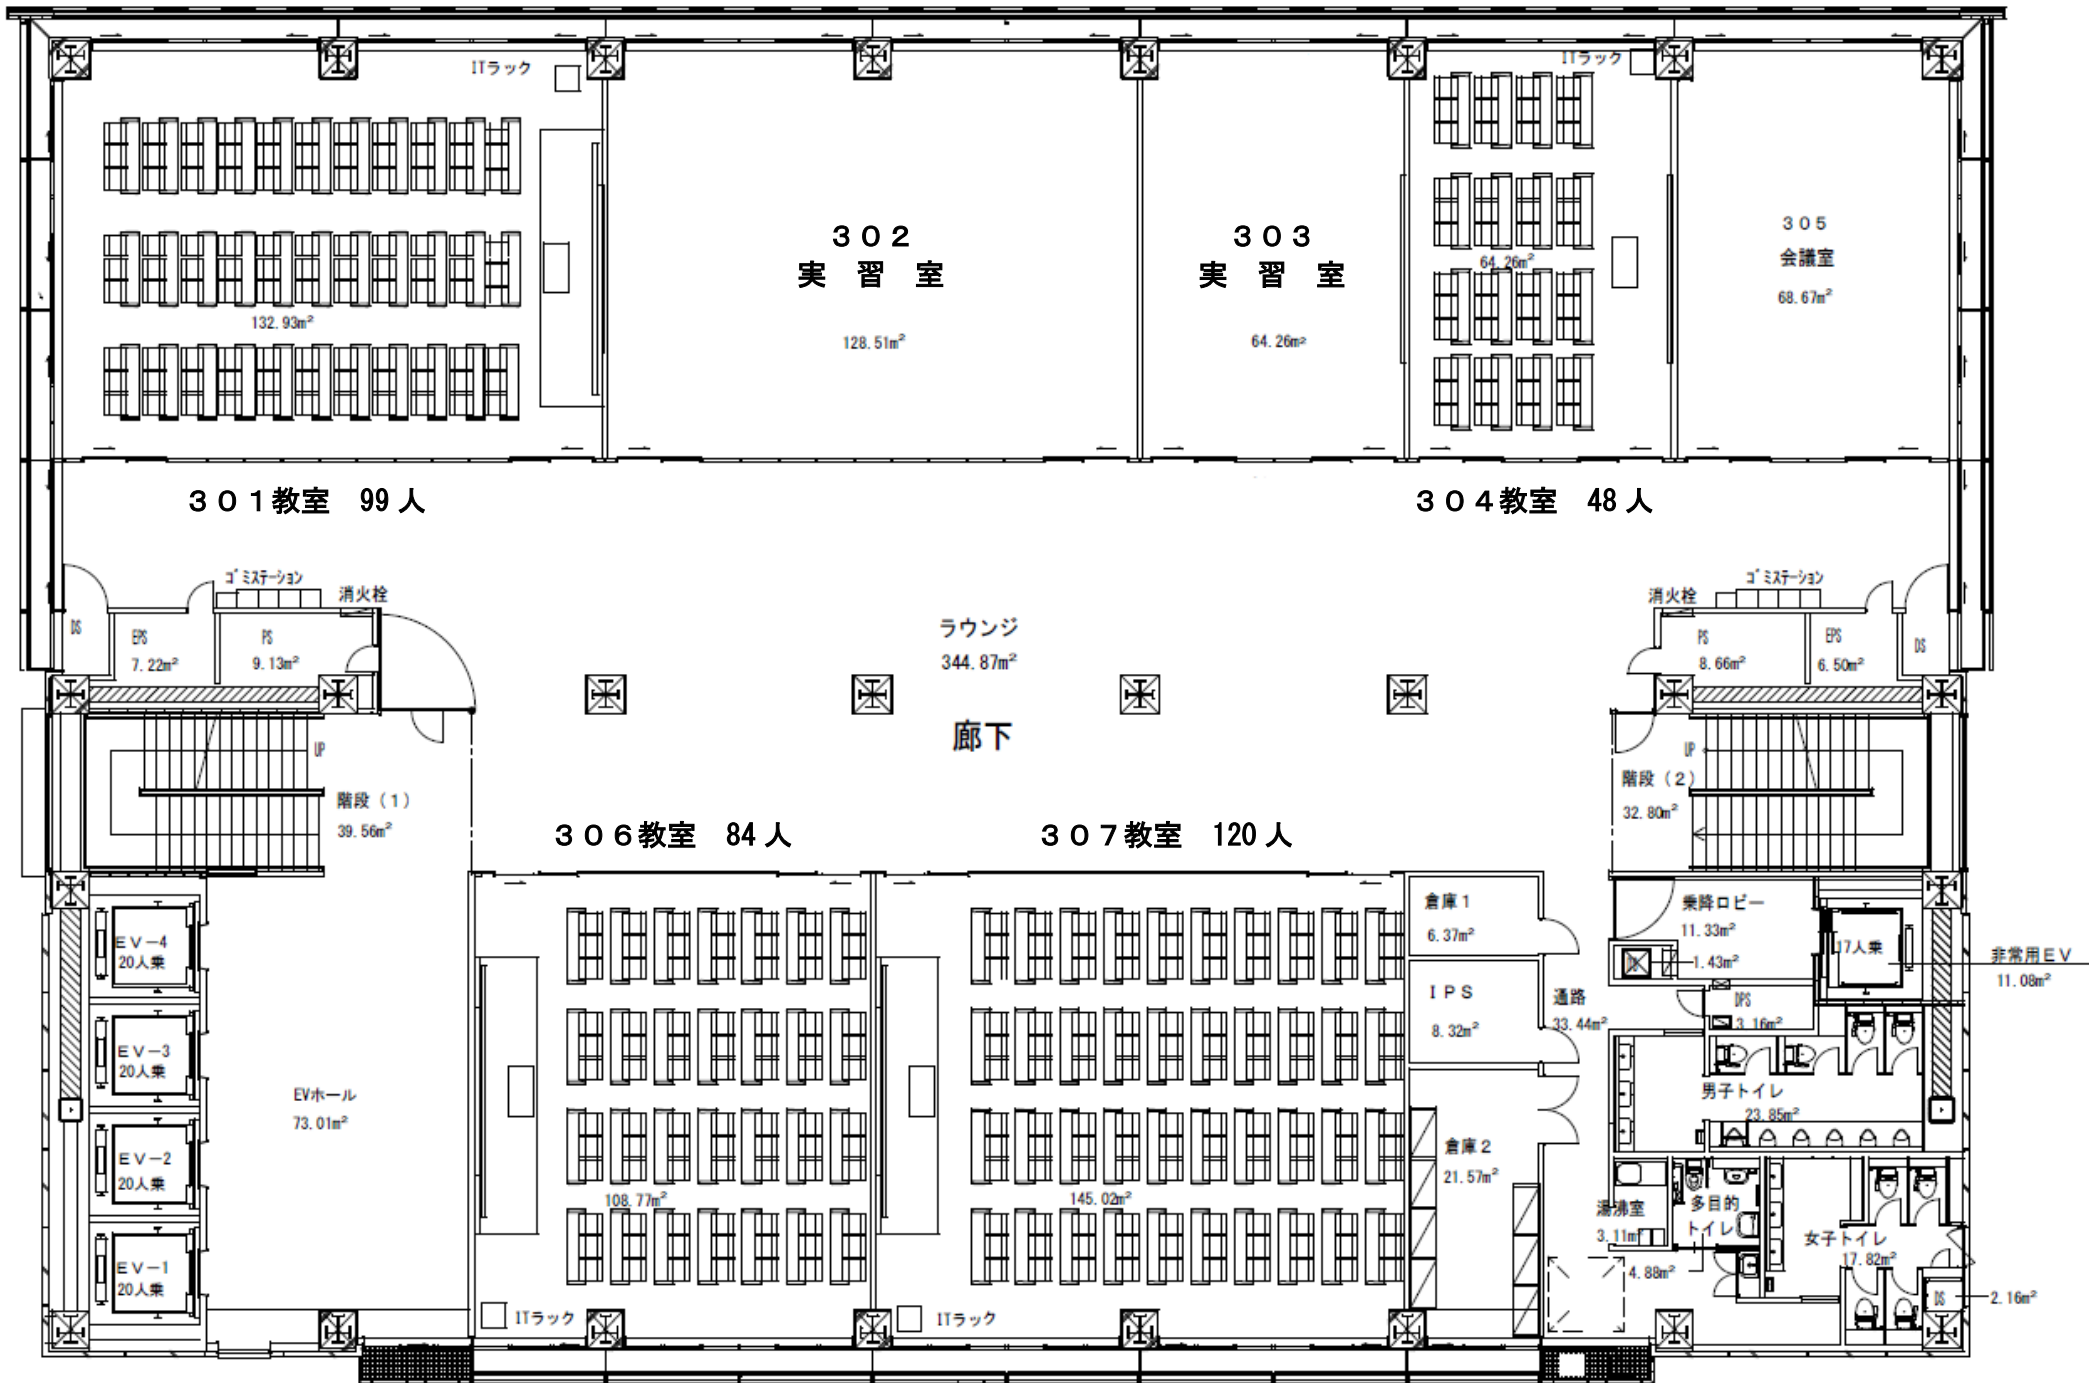 ITラック
ITラック
３０２
実習室
128.51m²
３０３
実習室
64.26m²
64.26m²
３０５
会議室
68.67m²
132.93m²
３０１教室 99人
３０４教室 48人
ｺﾞﾐｽﾃｰｼｮﾝ
消火栓
DS
EPS
7.22m²
PS
9.13m²
ラウンジ
344.87m²
廊下
ｺﾞﾐｽﾃｰｼｮﾝ
消火栓
PS
8.66m²
EPS
6.50m²
DS
UP
階段（１）
39.56m²
UP
階段（２）
32.80m²
３０６教室 84人
３０７教室 120人
EV－4
20人乗
EV－3
20人乗
EV－2
20人乗
EV－1
20人乗
EVホール
73.01m²
108.77m²
ITラック
145.02m²
ITラック
倉庫１
6.37m²
ＩＰＳ
8.32m²
倉庫２
21.57m²
通路
33.44m²
乗降ロビー
11.33m²
1.43m²
17人乗
非常用ＥＶ
11.08m²
DPS
3.16m²
男子トイレ
23.85m²
湯沸室
3.11m²
多目的
トイレ
4.88m²
女子トイレ
17.82m²
DS
2.16m²